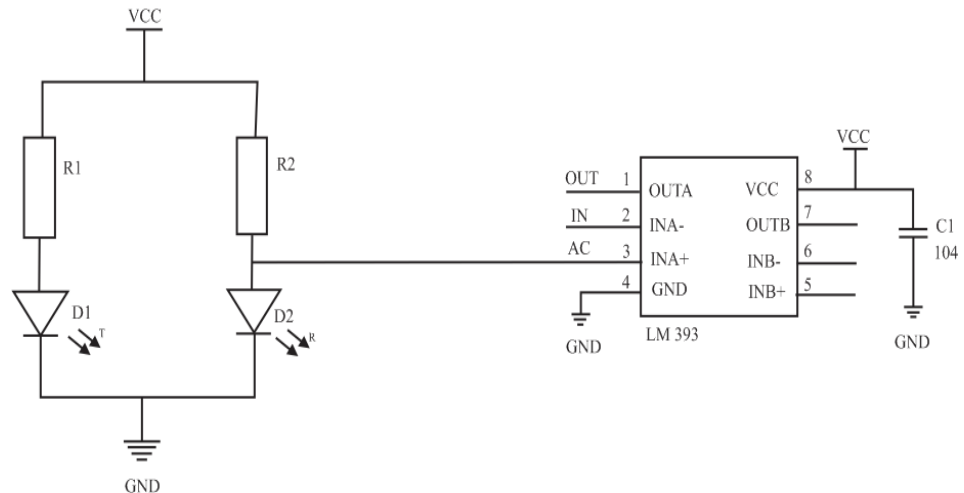 VCC
R1
R2
D1
T
D2
R
GND
OUT 1 OUTA
IN 2 INA-
AC 3 INA+
4 GND
GND
LM 393
VCC
VCC 8
OUTB 7
INB- 6
INB+ 5
C1
104
GND